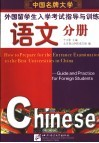 中国名牌大学
外国留学生入学考试指导与训练
语文 分册
How to Prepare for the Entrance Examination
to the Best Universities in China
—Guide and Practice
for Foreign Students
Chinese